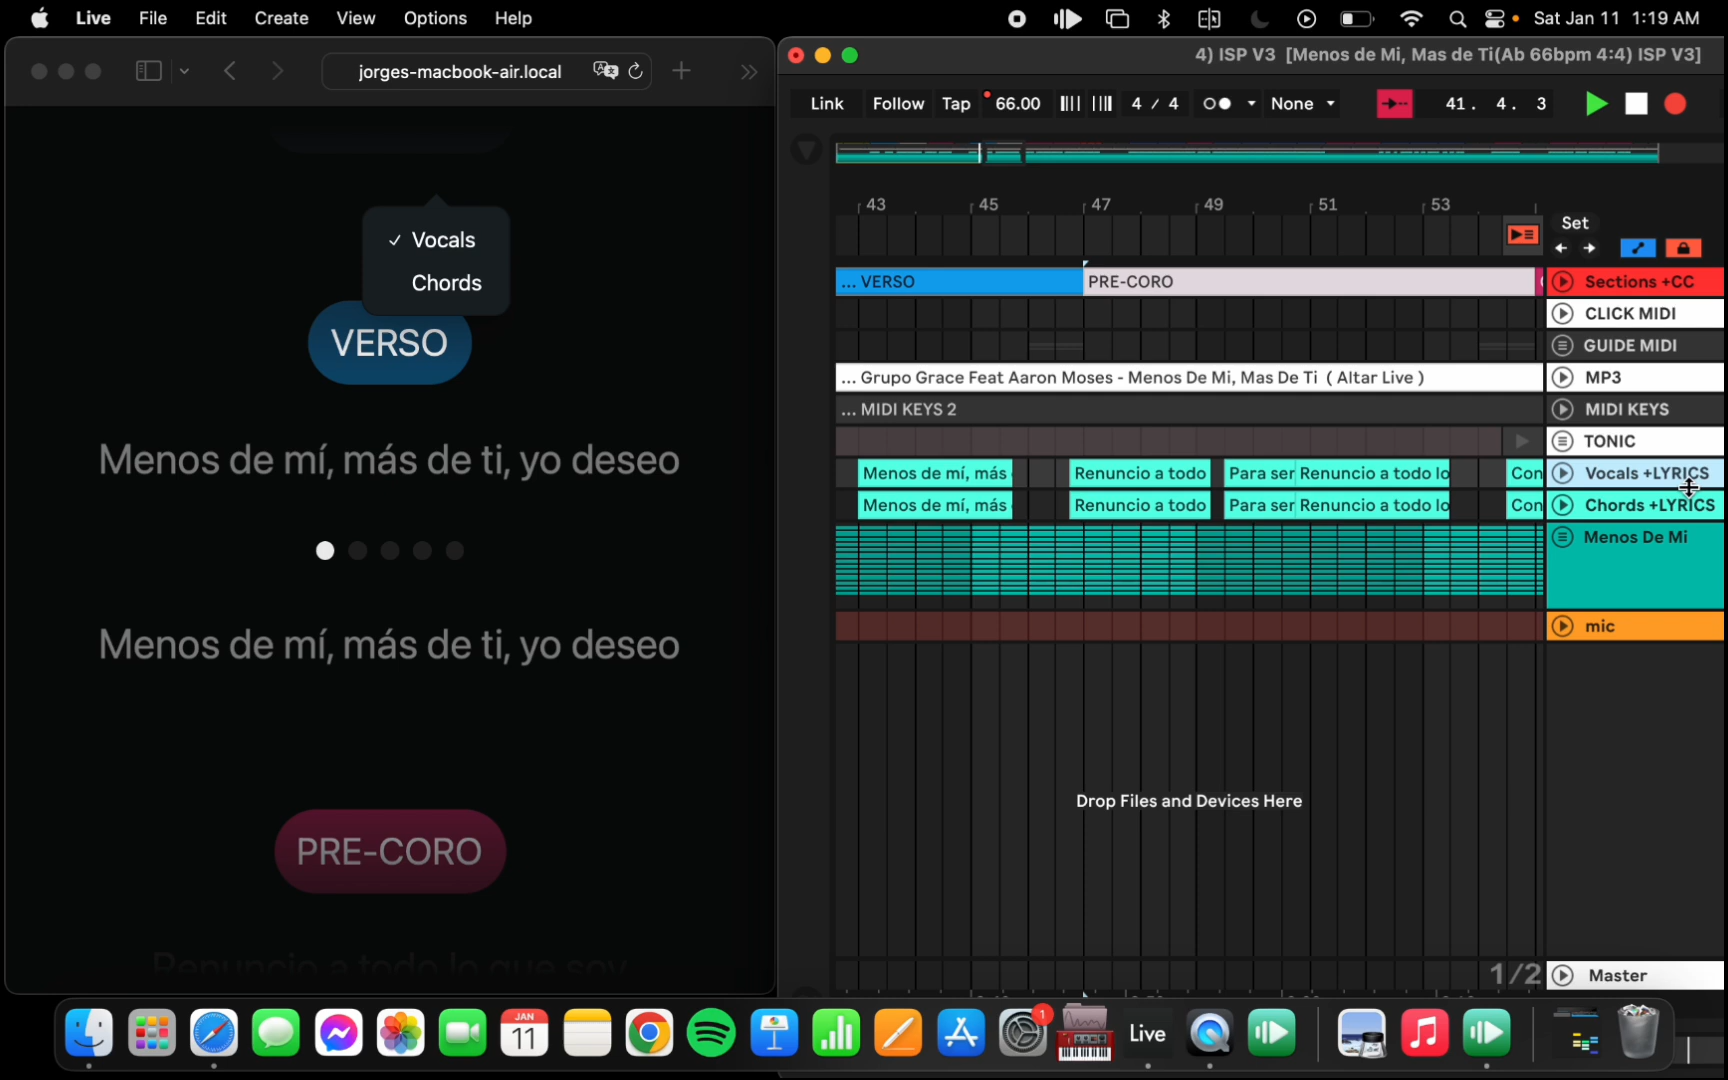 Live File Edit Create View Options Help
Sat Jan 11 1:19 AM
jorges-macbook-air.local
Vocals
Chords
VERSO
Menos de mí, más de ti, yo deseo
Menos de mí, más de ti, yo deseo
PRE-CORO
Renuncio a todo lo que soy
4) ISP V3 [Menos de Mi, Mas de Ti(Ab 66bpm 4:4) ISP V3]
Link Follow Tap 66.00 4 / 4 None 41. 4. 3
43 45 47 49 51 53
Set
... VERSO PRE-CORO Sections +CC
CLICK MIDI
GUIDE MIDI
... Grupo Grace Feat Aaron Moses - Menos De Mi, Mas De Ti ( Altar Live ) MP3
... MIDI KEYS 2 MIDI KEYS
TONIC
Menos de mí, más Renuncio a todo Para ser Renuncio a todo lo Con Vocals +LYRICS
Menos de mí, más Renuncio a todo Para ser Renuncio a todo lo Con Chords +LYRICS
Menos De Mi
mic
Drop Files and Devices Here
1/2 Master
JAN
11
1
Live